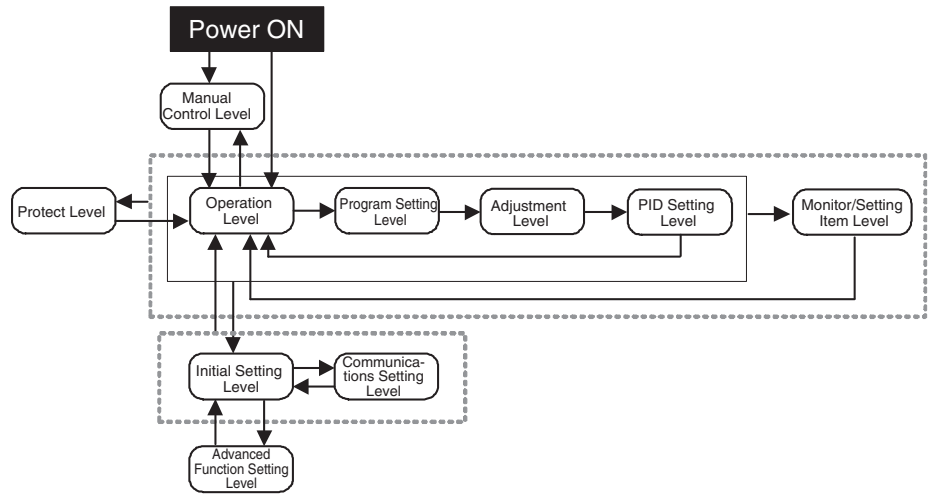 Power ON
Manual
Control Level
Protect Level
Operation
Level
Program Setting
Level
Adjustment
Level
PID Setting
Level
Monitor/Setting
Item Level
Initial Setting
Level
Communica-
tions Setting
Level
Advanced
Function Setting
Level